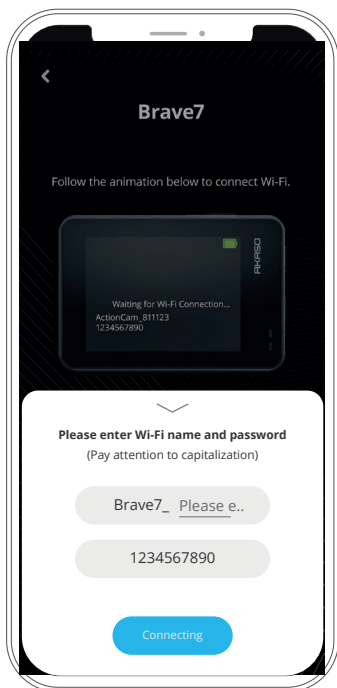 Brave7
Follow the animation below to connect Wi-Fi.
AKASO
Waiting for Wi-Fi Connection...
ActionCam_811123
1234567890
Please enter Wi-Fi name and password
(Pay attention to capitalization)
Brave7_ Please e..
1234567890
Connecting